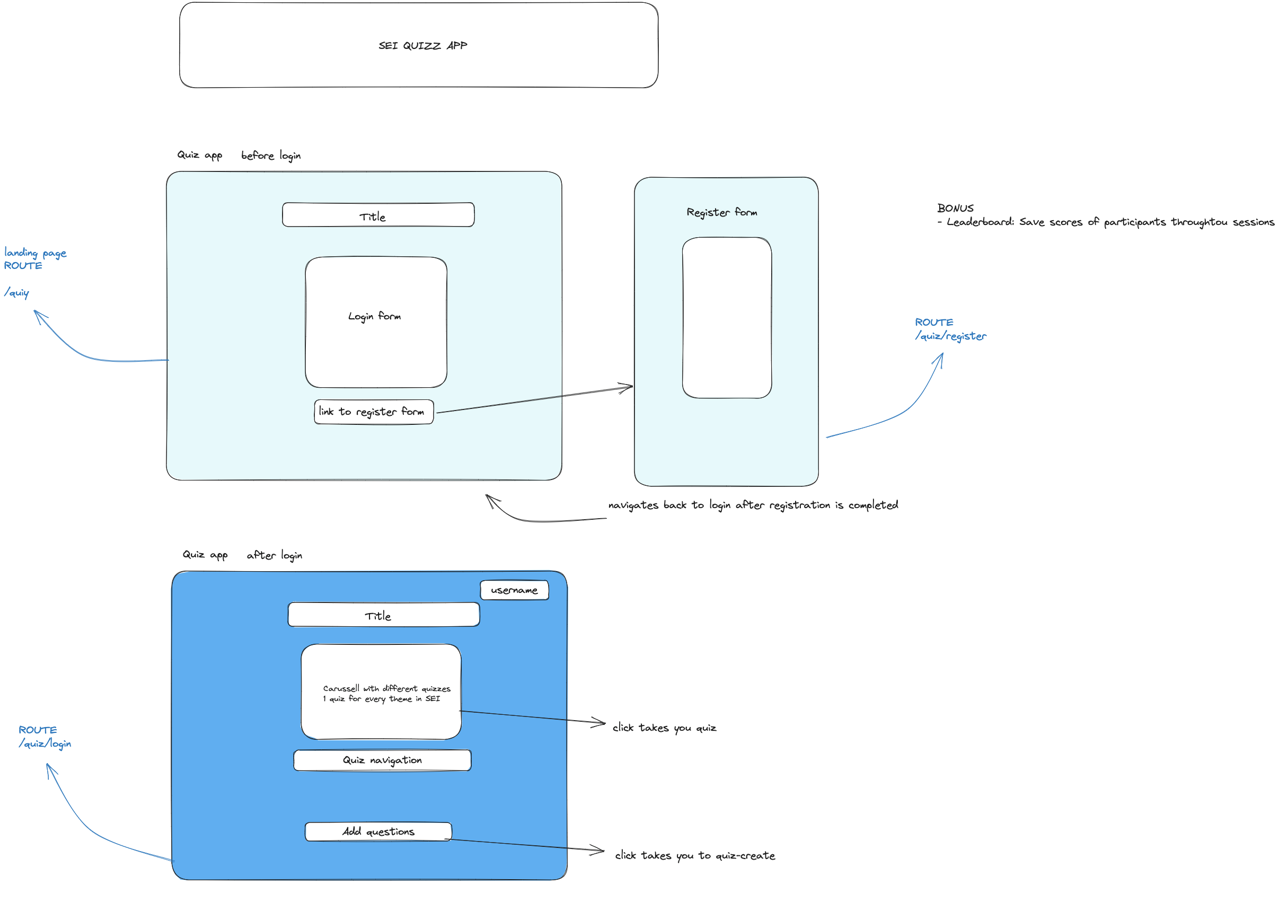 SEI QUIZZ APP
Quiz app before login
Title
Login form
link to register form
landing page
ROUTE
/quiy
Register form
ROUTE
/quiz/register
BONUS
- Leaderboard: Save scores of participants throughtou sessions
navigates back to login after registration is completed
Quiz app after login
username
Title
Carussell with different quizzes
1 quiz for every theme in SEI
click takes you quiz
Quiz navigation
ROUTE
/quiz/login
Add questions
click takes you to quiz-create